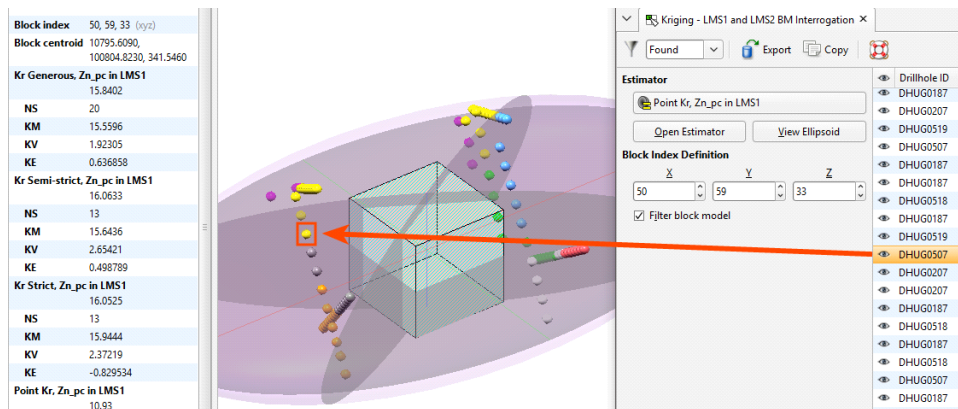 Block index 50, 59, 33 (xyz)
Block centroid 10795.6090,
100804.8230, 341.5460
Kr Generous, Zn_pc in LMS1
15.8402
NS 20
KM 15.5596
KV 1.92305
KE 0.636858
Kr Semi-strict, Zn_pc in LMS1
16.0633
NS 13
KM 15.6436
KV 2.65421
KE 0.498789
Kr Strict, Zn_pc in LMS1
16.0525
NS 13
KM 15.9444
KV 2.37219
KE -0.829534
Point Kr, Zn_pc in LMS1
10.93
Kriging - LMS1 and LMS2 BM Interrogation
Found Export Copy
Estimator
Point Kr, Zn_pc in LMS1
Open Estimator View Ellipsoid
Block Index Definition
X Y Z
50 59 33
Filter block model
Drillhole ID
DHUG0187
DHUG0207
DHUG0519
DHUG0507
DHUG0187
DHUG0187
DHUG0518
DHUG0187
DHUG0519
DHUG0507
DHUG0207
DHUG0207
DHUG0187
DHUG0518
DHUG0187
DHUG0518
DHUG0507
DHUG0187